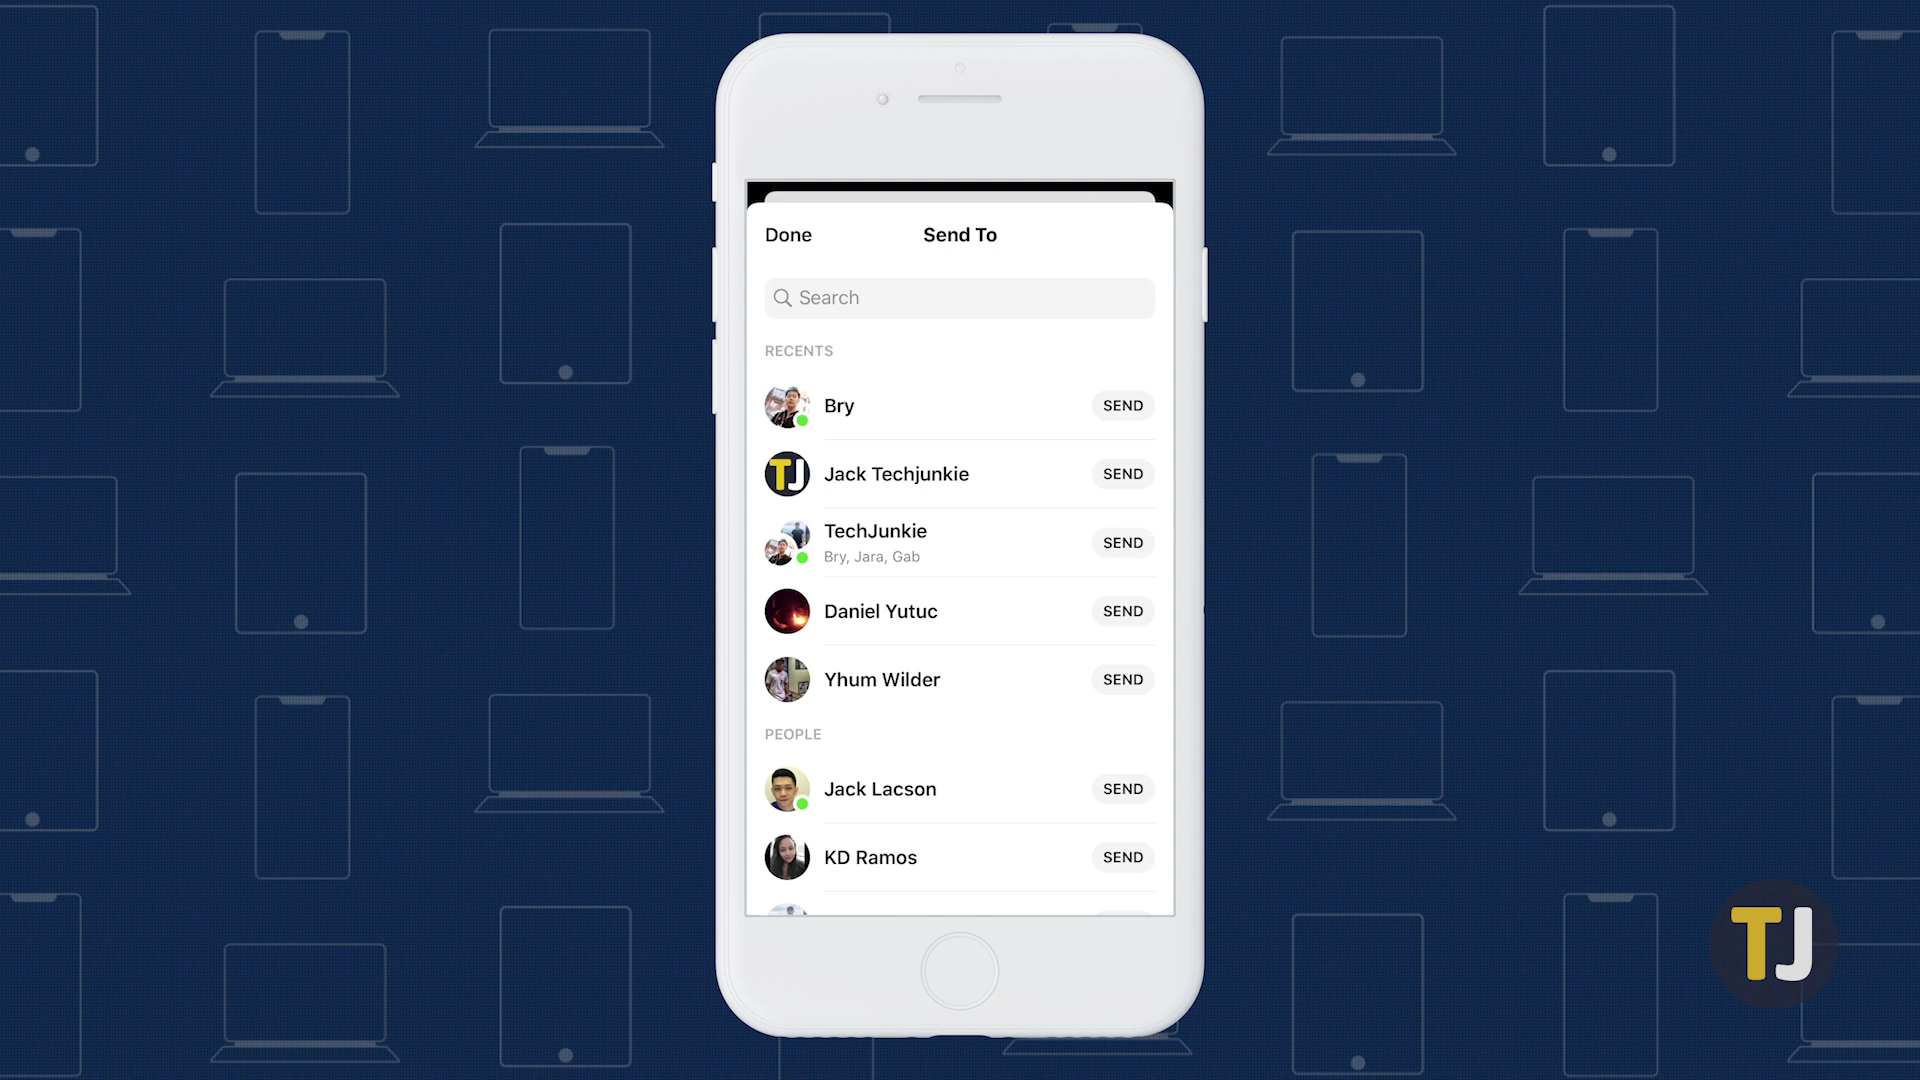 Done
Send To
Search
RECENTS
Bry
SEND
TJ
Jack Techjunkie
SEND
TechJunkie
Bry, Jara, Gab
SEND
Daniel Yutuc
SEND
Yhum Wilder
SEND
PEOPLE
Jack Lacson
SEND
KD Ramos
SEND
TJ